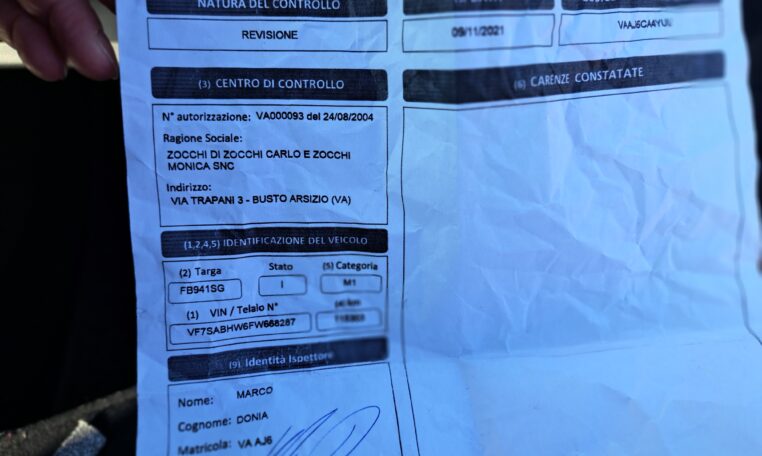 NATURA DEL CONTROLLO
REVISIONE
09/11/2021
(3) CENTRO DI CONTROLLO
(6) CARENZE CONSTATATE
N° autorizzazione: VA000093 del 24/08/2004
Ragione Sociale:
ZOCCHI DI ZOCCHI CARLO E ZOCCHI
MONICA SNC
Indirizzo:
VIA TRAPANI 3 - BUSTO ARSIZIO (VA)
(1,2,4,5) IDENTIFICAZIONE DEL VEICOLO
(2) Targa
Stato
(5) Categoria
FB941SG
I
M1
(1) VIN / Telaio N°
(4) km
VF7SABHW6FW668287
(9) Identità Ispettore
Nome: MARCO
Cognome: DONIA
Matricola: VA AJ6